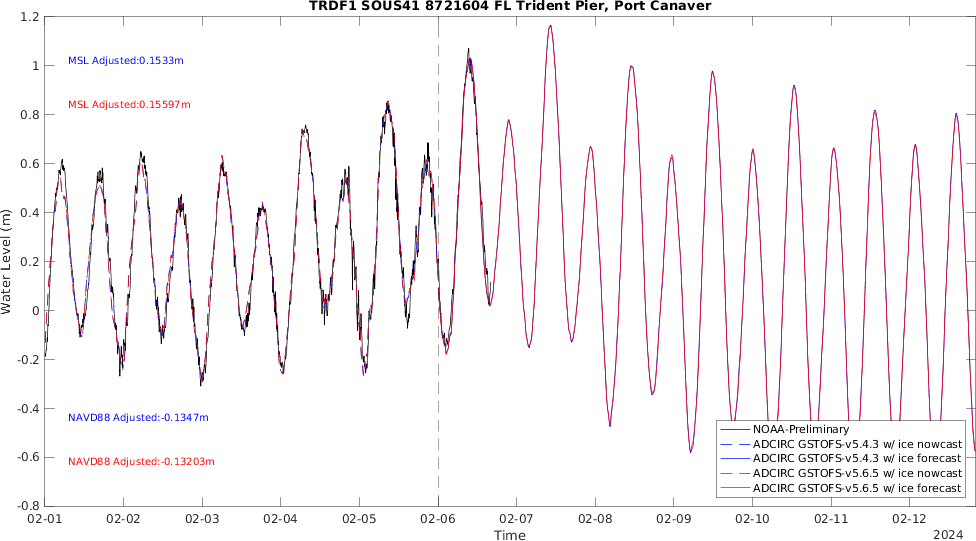 TRDF1 SOUS41 8721604 FL Trident Pier, Port Canaver
1.2
1
0.8
0.6
0.4
0.2
0
-0.2
-0.4
-0.6
-0.8
Water Level (m)
MSL Adjusted:0.1533m
MSL Adjusted:0.15597m
NAVD88 Adjusted:-0.1347m
NAVD88 Adjusted:-0.13203m
NOAA-Preliminary
ADCIRC GSTOFS-v5.4.3 w/ ice nowcast
ADCIRC GSTOFS-v5.4.3 w/ ice forecast
ADCIRC GSTOFS-v5.6.5 w/ ice nowcast
ADCIRC GSTOFS-v5.6.5 w/ ice forecast
02-01 02-02 02-03 02-04 02-05 02-06 02-07 02-08 02-09 02-10 02-11 02-12
Time
2024